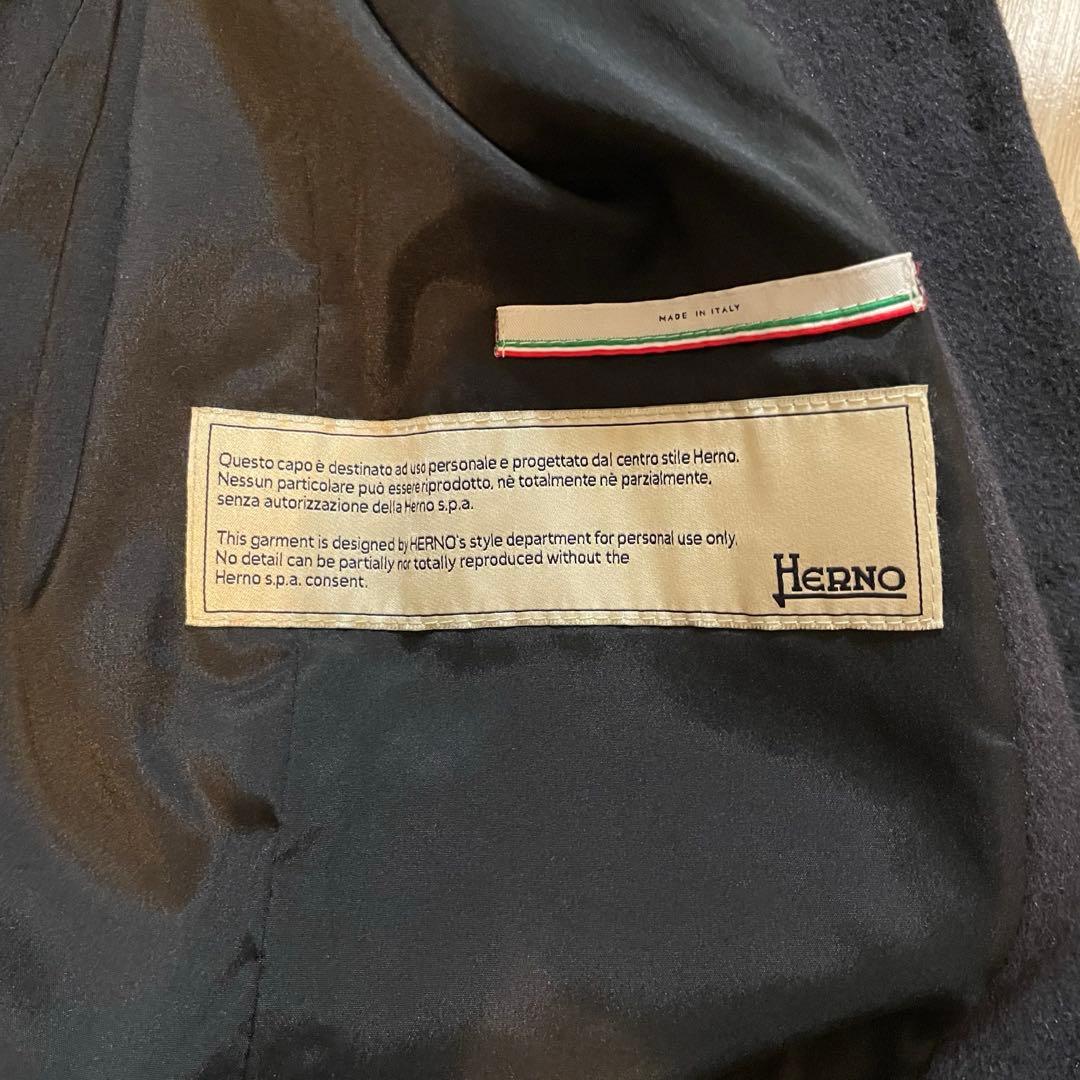 MADE IN ITALY
Questo capo è destinato ad uso personale e progettato dal centro stile Herno.
Nessun particolare può essere riprodotto, nè totalmente nè parzialmente,
senza autorizzazione della Herno s.p.a.
This garment is designed by HERNO's style department for personal use only.
No detail can be partially nor totally reproduced without the
Herno s.p.a. consent.
HERNO